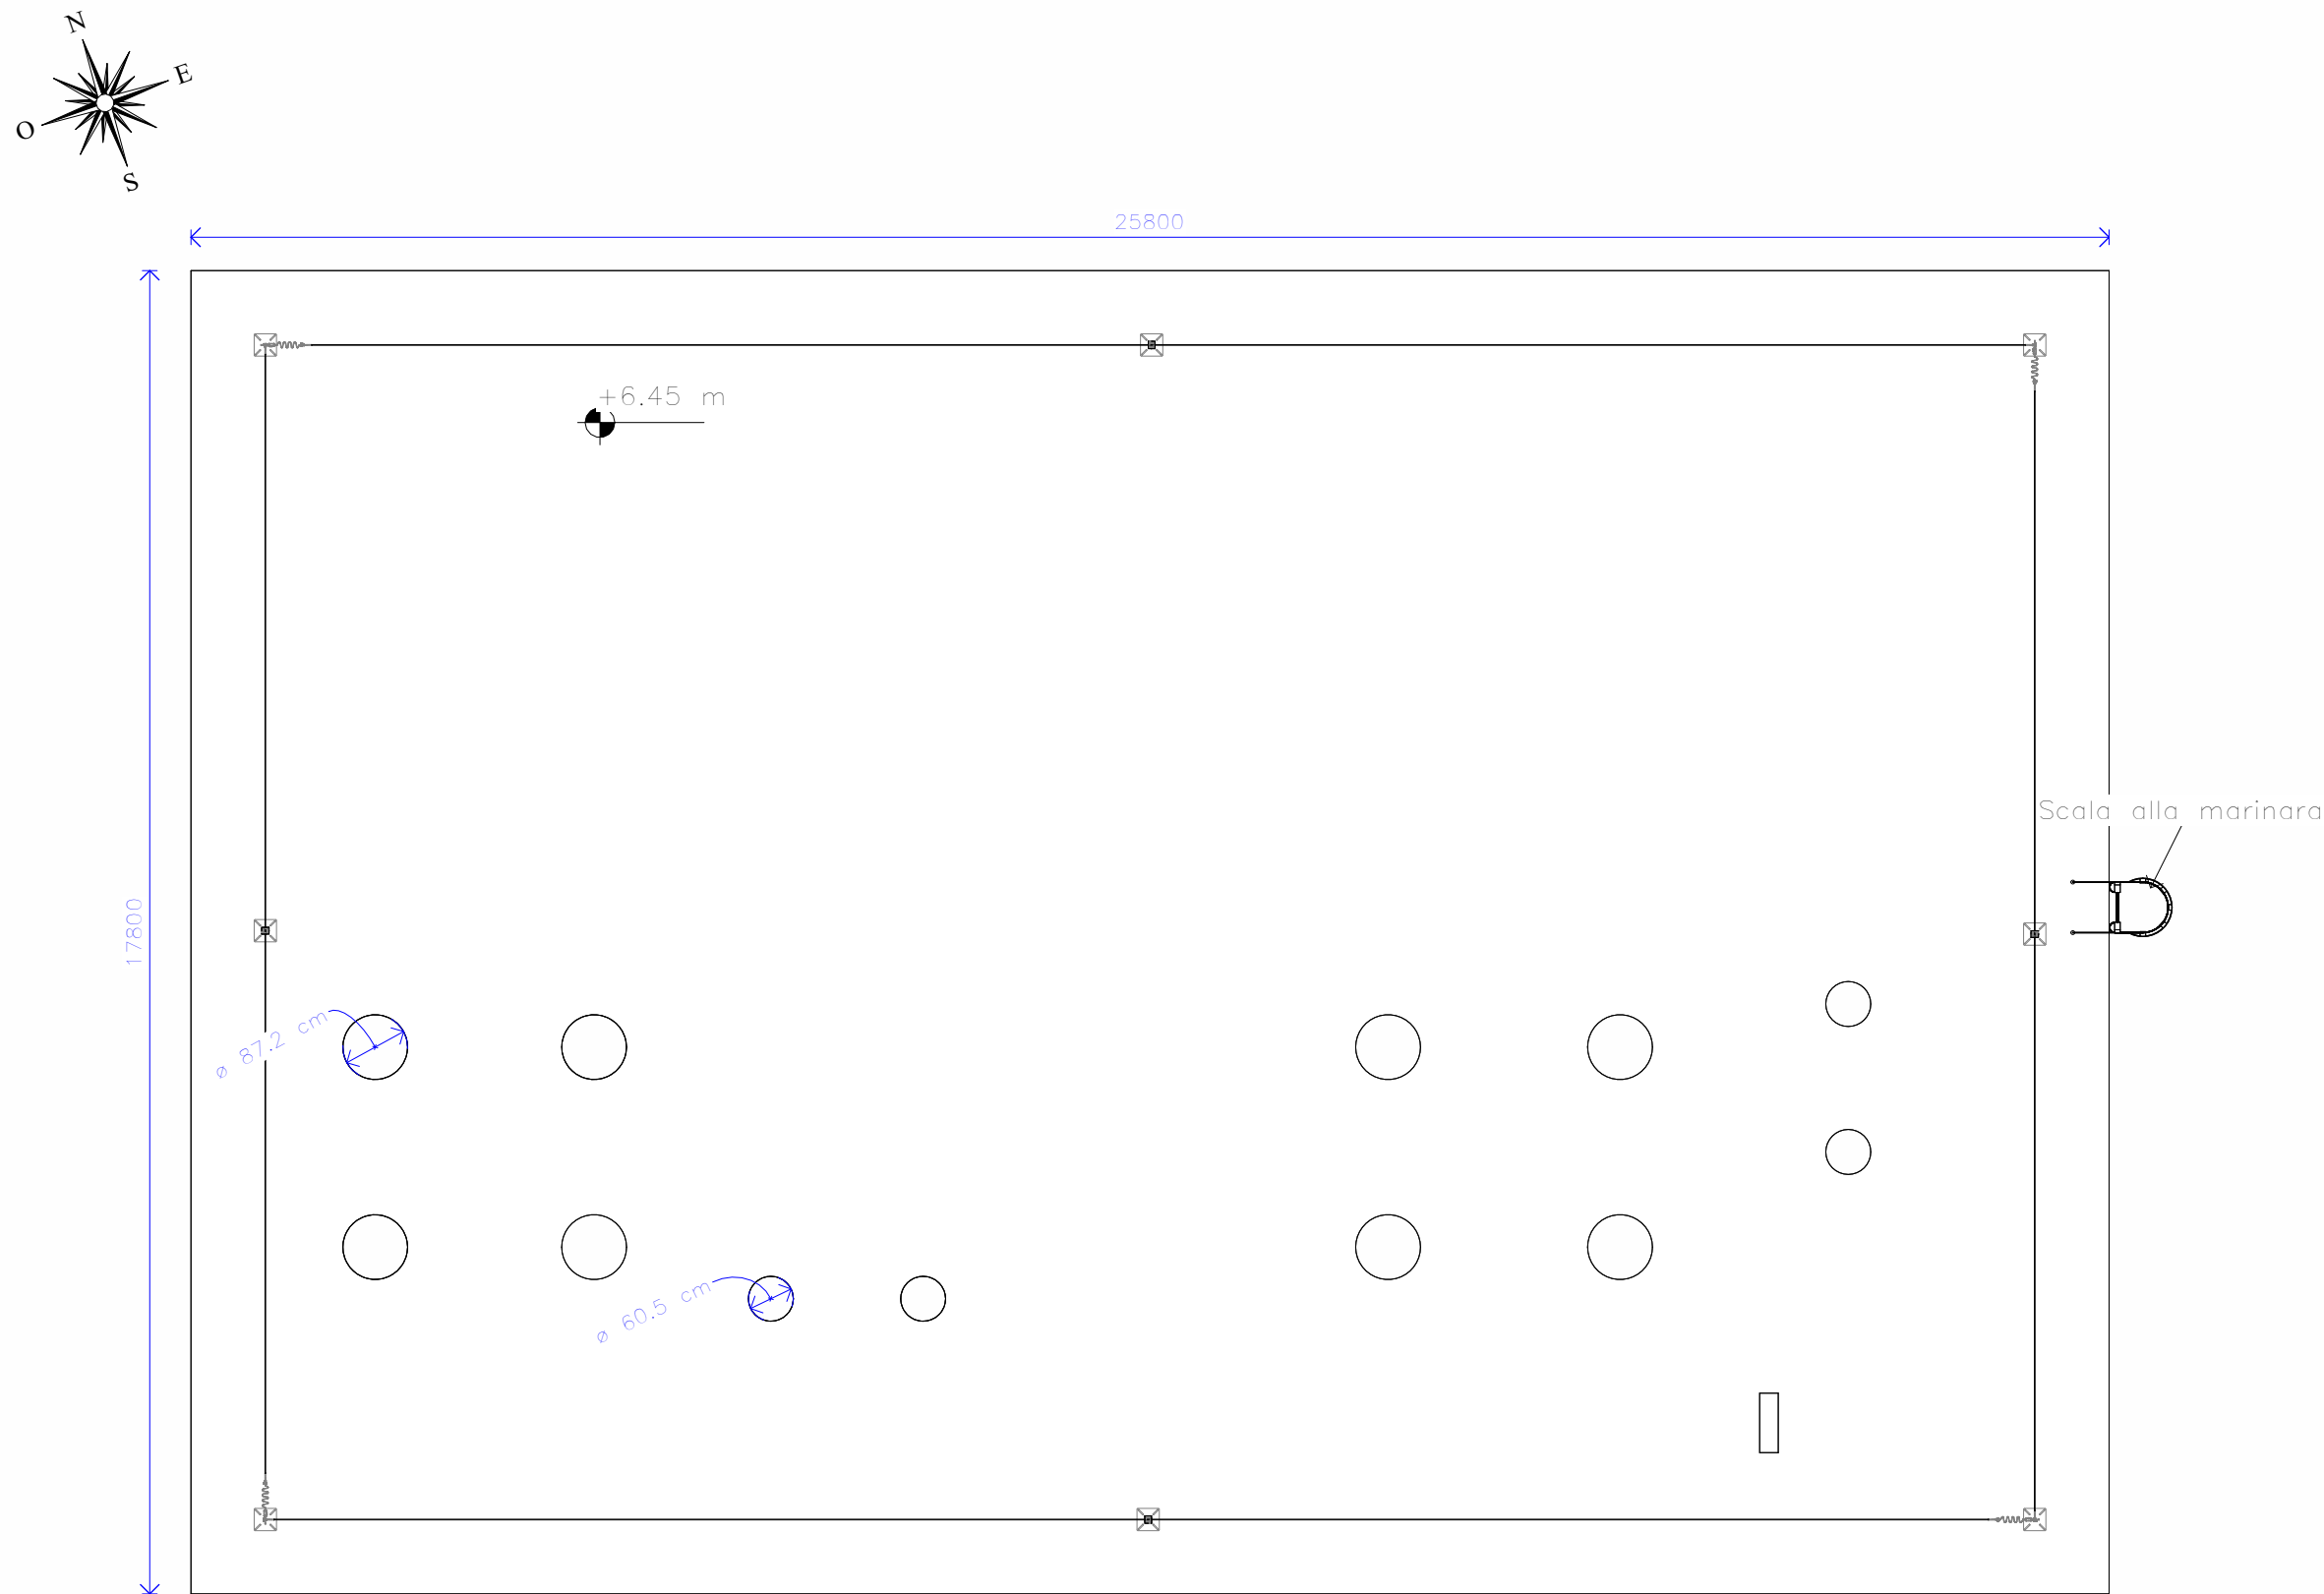 N
E
O
S
25800
+6.45 m
Scala alla marinara
17800
ø 87.2 cm
ø 60.5 cm